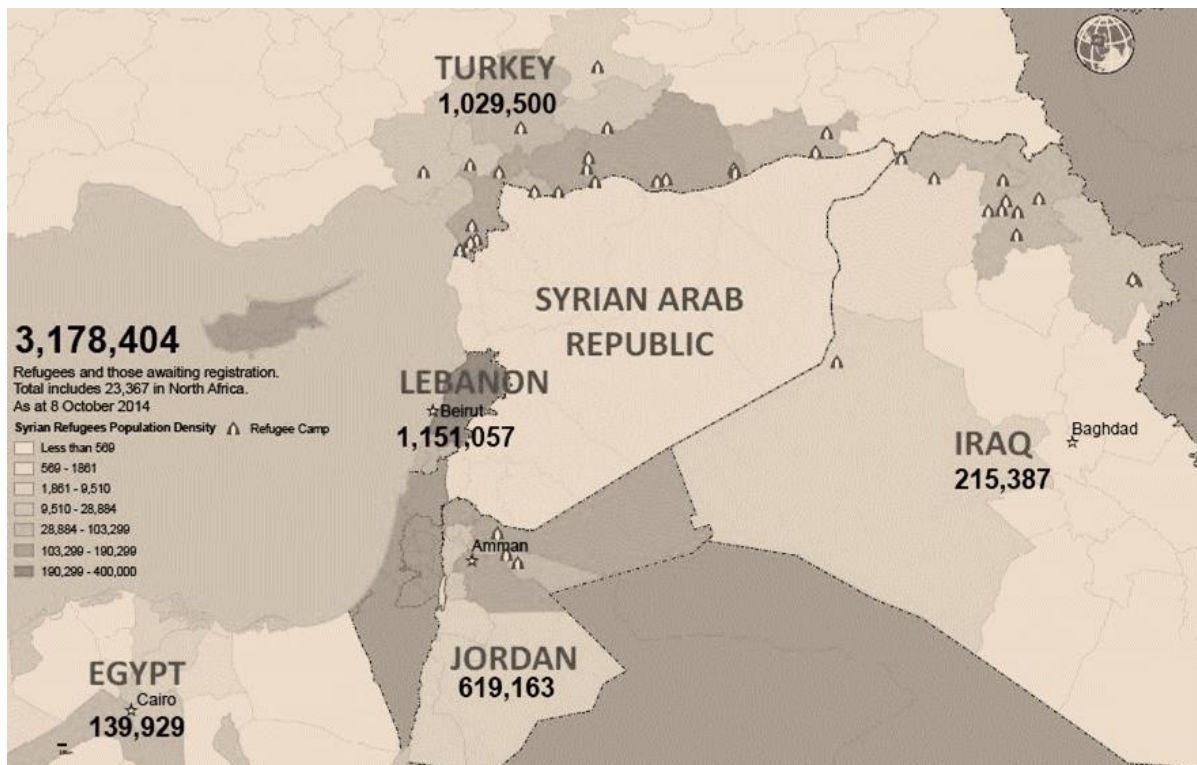 TURKEY
1,029,500
SYRIAN ARAB
REPUBLIC
3,178,404
Refugees and those awaiting registration.
Total includes 23,367 in North Africa.
As at 8 October 2014
Syrian Refugees Population Density Refugee Camp
Less than 569
569 - 1861
1,861 - 9,510
9,510 - 28,884
28,884 - 103,299
103,299 - 190,299
190,299 - 400,000
LEBANON
Beirut
1,151,057
IRAQ
Baghdad
215,387
Amman
JORDAN
619,163
EGYPT
Cairo
139,929